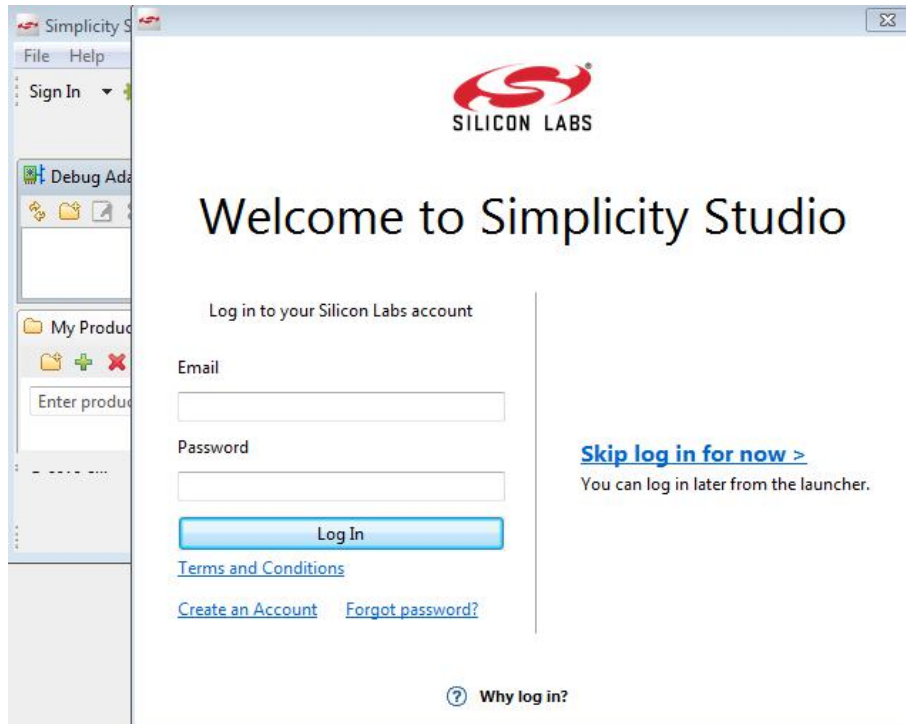 Simplicity S
File Help
Sign In
Debug Ada
My Produc
Enter produc
SILICON LABS
Welcome to Simplicity Studio
Log in to your Silicon Labs account
Email
Password
Log In
Terms and Conditions
Create an Account Forgot password?
Skip log in for now >
You can log in later from the launcher.
? Why log in?